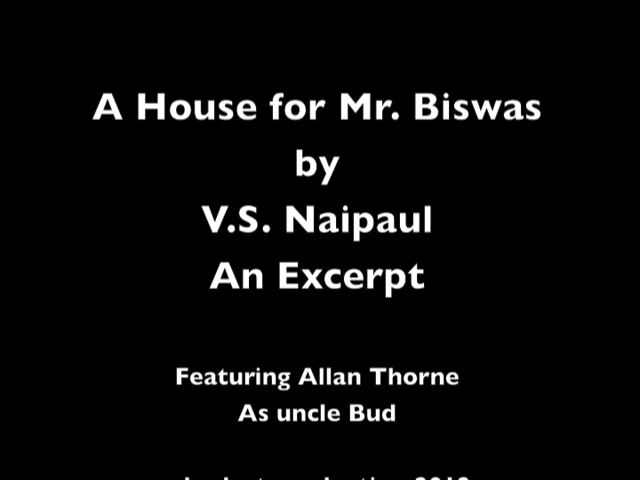 A House for Mr. Biswas
by
V.S. Naipaul
An Excerpt
Featuring Allan Thorne
As uncle Bud